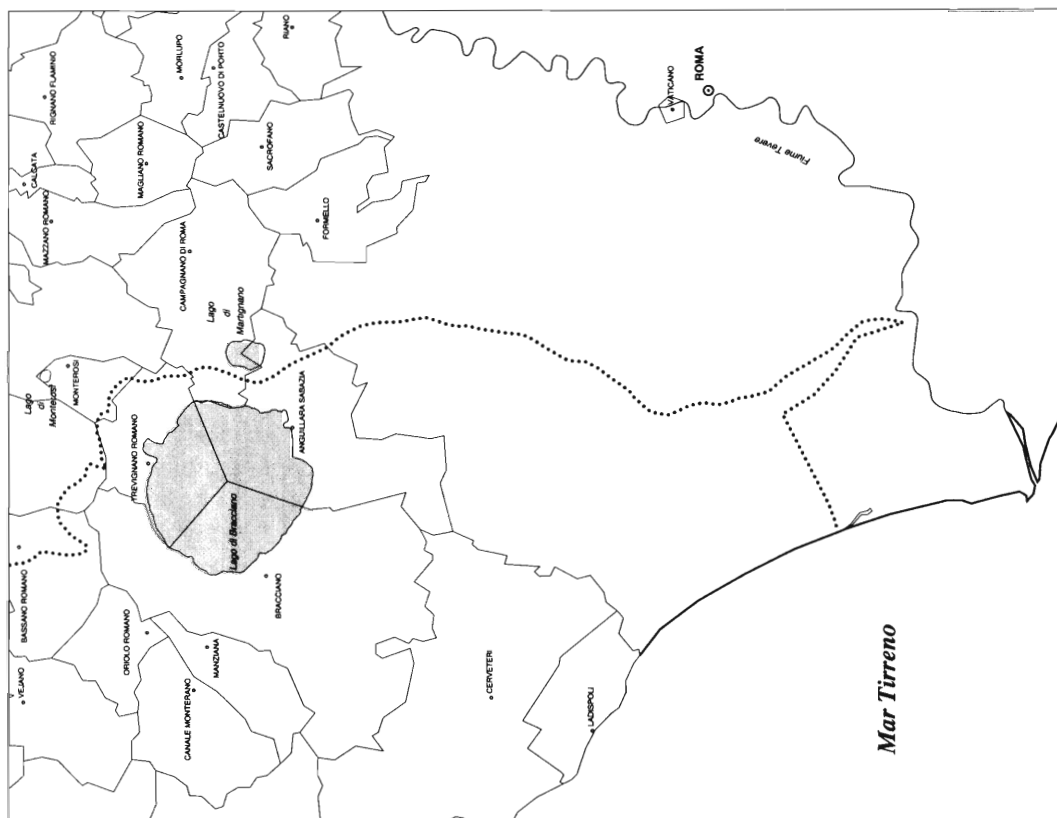 RIGNANO FLAMINIO
MORLUPO
CASTELNUOVO DI PORTO
RIANO
CALCATA
MAGLIANO ROMANO
SACROFANO
MAZZANO ROMANO
CAMPAGNANO DI ROMA
FORMELLO
VATICANO
ROMA
Fiume Tevere
Lago
di
Martignano
Lago
di
Monterosi
MONTEROSI
TREVIGNANO ROMANO
ANGUILLARA SABAZIA
Lago di Bracciano
BASSANO ROMANO
BRACCIANO
VEJANO
ORIOLO ROMANO
MANZIANA
CANALE MONTERANO
CERVETERI
LADISPOLI
Mar Tirreno